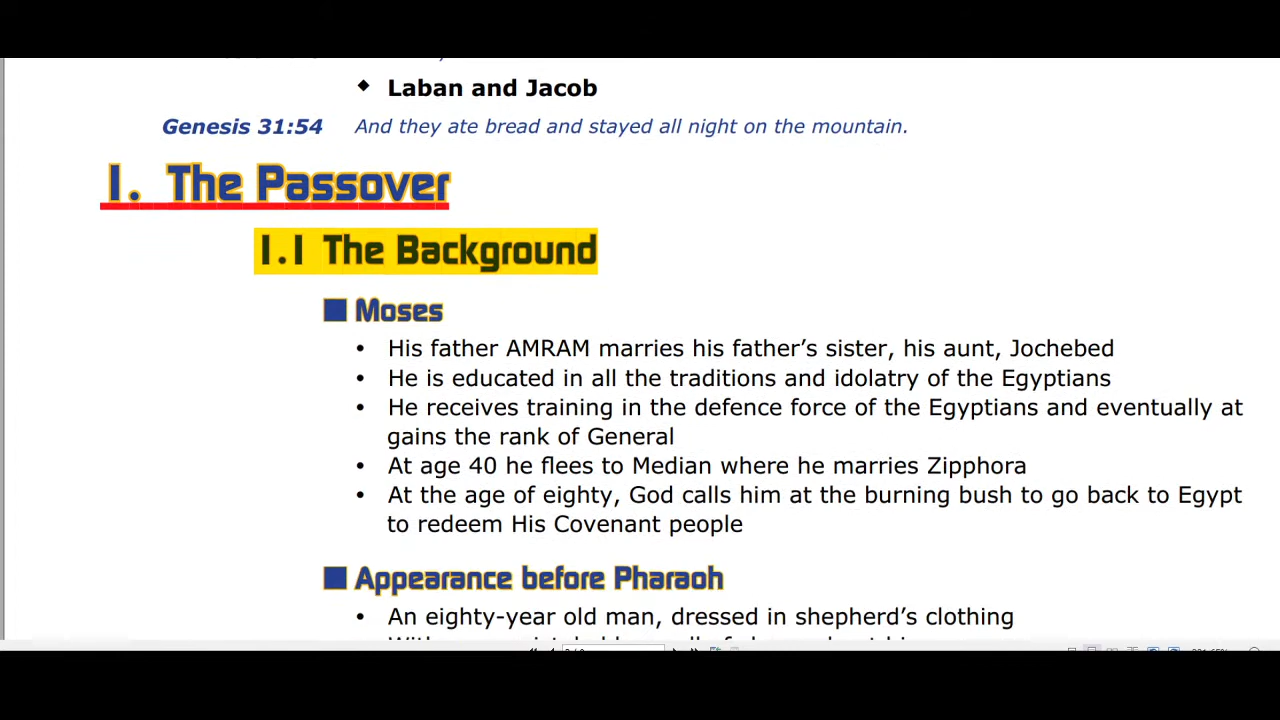 ◆ Laban and Jacob
Genesis 31:54 And they ate bread and stayed all night on the mountain.
1. The Passover
1.1 The Background
■ Moses
• His father AMRAM marries his father’s sister, his aunt, Jochebed
• He is educated in all the traditions and idolatry of the Egyptians
• He receives training in the defence force of the Egyptians and eventually at
gains the rank of General
• At age 40 he flees to Median where he marries Zipphora
• At the age of eighty, God calls him at the burning bush to go back to Egypt
to redeem His Covenant people
■ Appearance before Pharaoh
• An eighty-year old man, dressed in shepherd’s clothing